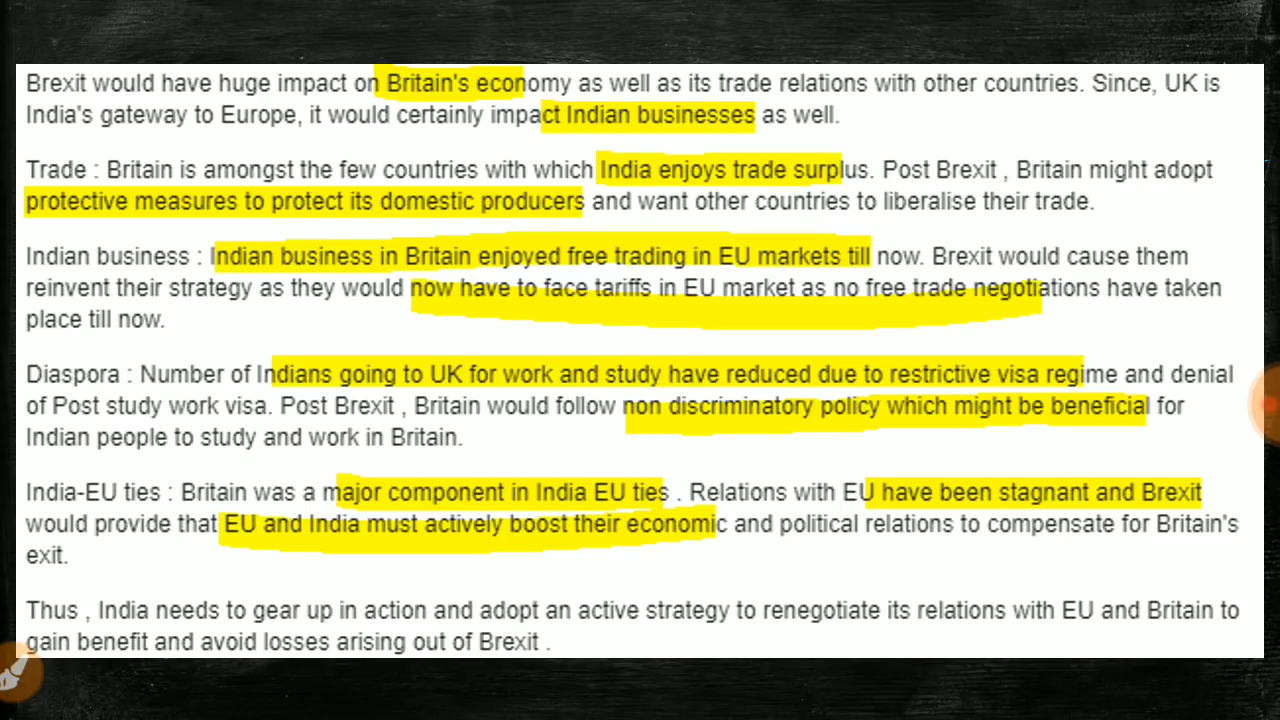 Brexit would have huge impact on Britain's economy as well as its trade relations with other countries. Since, UK is
India's gateway to Europe, it would certainly impact Indian businesses as well.
Trade : Britain is amongst the few countries with which India enjoys trade surplus. Post Brexit , Britain might adopt
protective measures to protect its domestic producers and want other countries to liberalise their trade.
Indian business : Indian business in Britain enjoyed free trading in EU markets till now. Brexit would cause them
reinvent their strategy as they would now have to face tariffs in EU market as no free trade negotiations have taken
place till now.
Diaspora : Number of Indians going to UK for work and study have reduced due to restrictive visa regime and denial
of Post study work visa. Post Brexit , Britain would follow non discriminatory policy which might be beneficial for
Indian people to study and work in Britain.
India-EU ties : Britain was a major component in India EU ties . Relations with EU have been stagnant and Brexit
would provide that EU and India must actively boost their economic and political relations to compensate for Britain's
exit.
Thus , India needs to gear up in action and adopt an active strategy to renegotiate its relations with EU and Britain to
gain benefit and avoid losses arising out of Brexit .